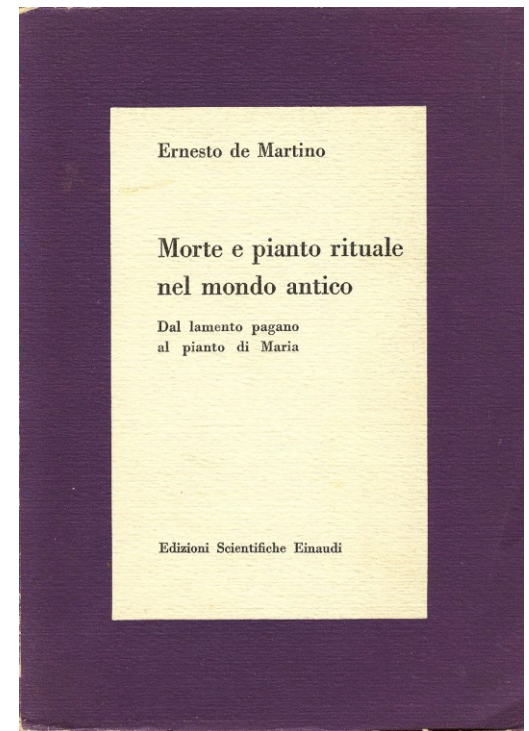 Ernesto de Martino
Morte e pianto rituale
nel mondo antico
Dal lamento pagano
al pianto di Maria
Edizioni Scientifiche Einaudi